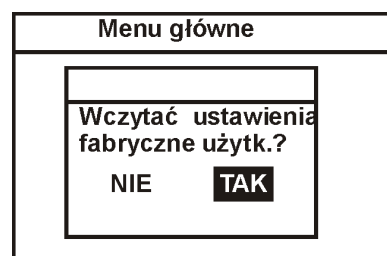 Menu główne
Wczytać ustawienia
fabryczne użytk.?
NIE TAK